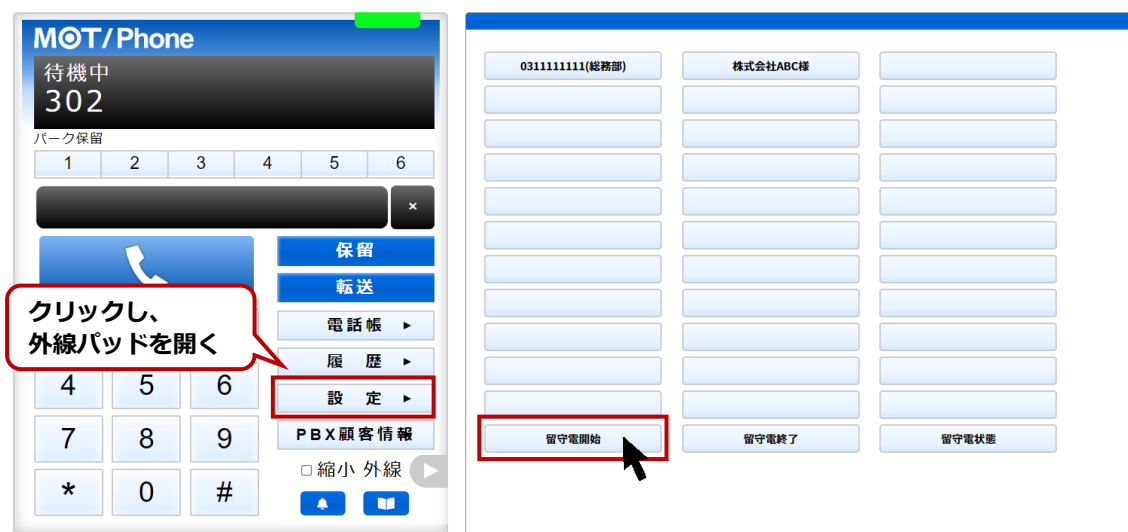 MOT/Phone
待機中
302
パーク保留
1 2 3 4 5 6
×
保留
転送
クリックし、
外線パッドを開く
電話帳 ▸
履 歴 ▸
設 定 ▸
4 5 6
PBX顧客情報
7 8 9
縮小 外線
* 0 #
0311111111(総務部) 株式会社ABC様
留守電開始 留守電終了 留守電状態